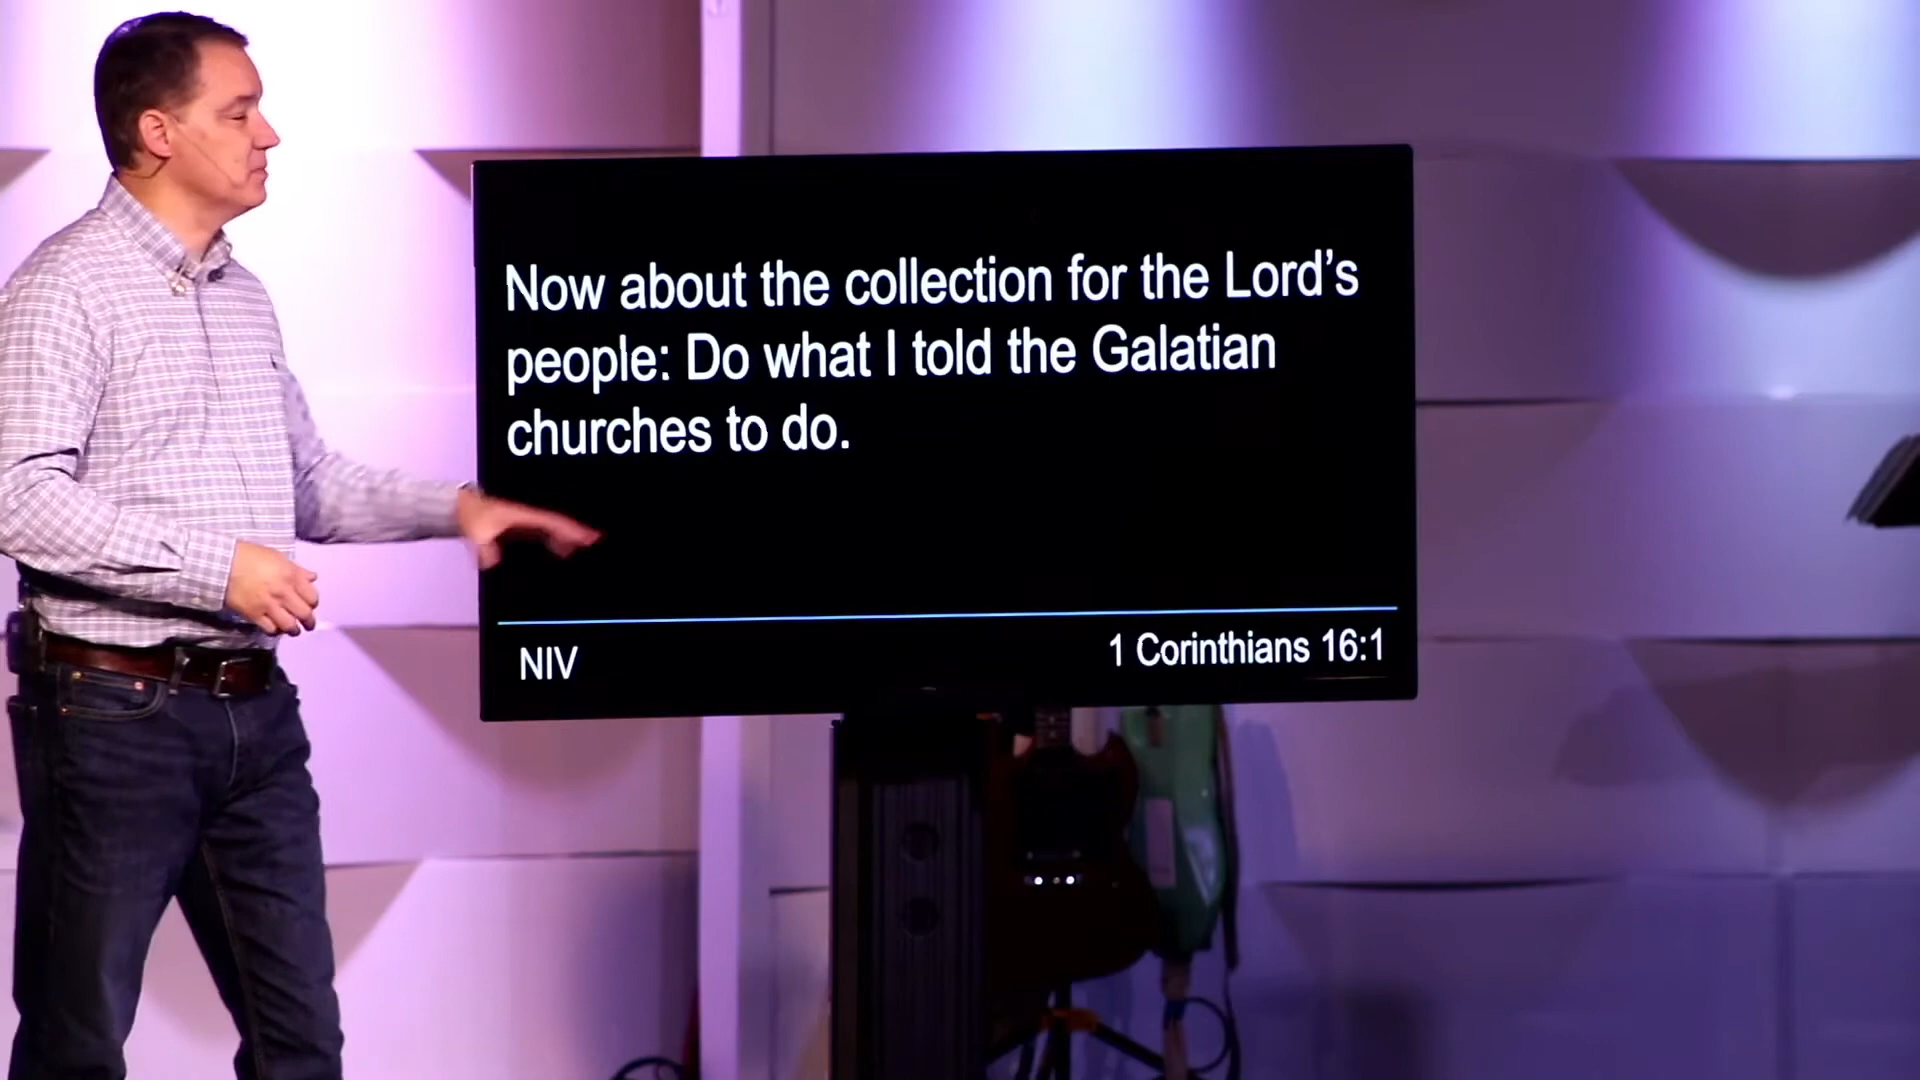 Now about the collection for the Lord’s
people: Do what I told the Galatian
churches to do.
NIV
1 Corinthians 16:1